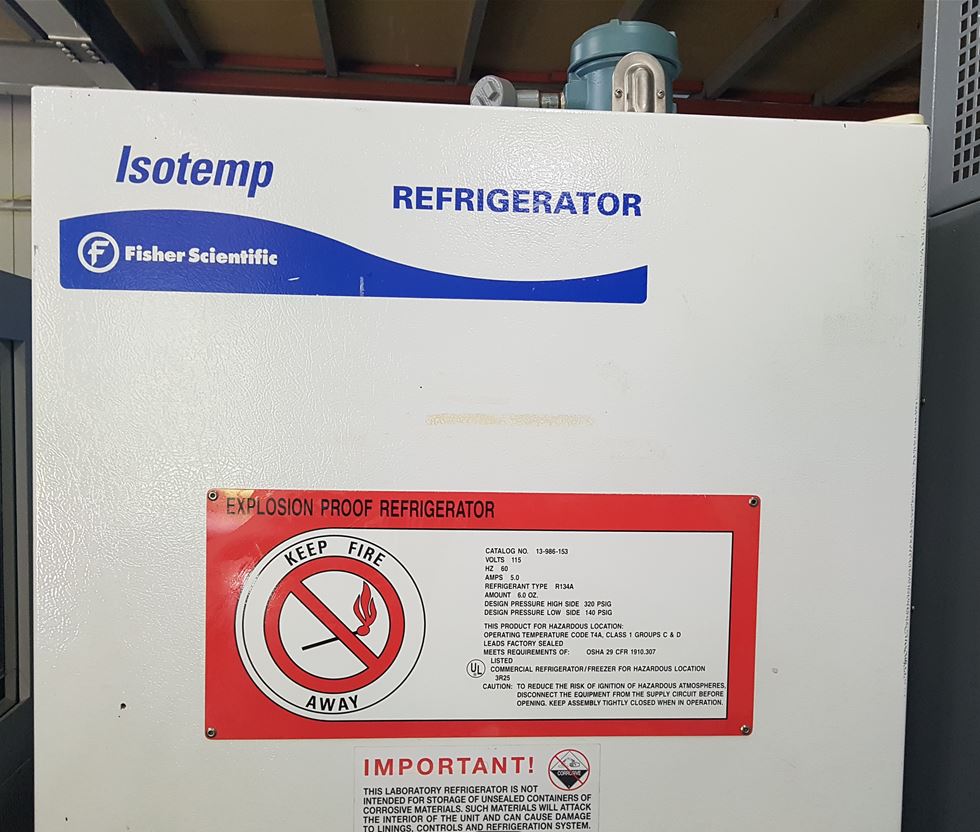 Isotemp
REFRIGERATOR
Fisher Scientific
EXPLOSION PROOF REFRIGERATOR
KEEP FIRE
AWAY
CATALOG NO. 13-986-153
VOLTS 115
HZ 60
AMPS 5.0
REFRIGERANT TYPE R134A
AMOUNT 6.0 OZ.
DESIGN PRESSURE HIGH SIDE 320 PSIG
DESIGN PRESSURE LOW SIDE 140 PSIG
THIS PRODUCT FOR HAZARDOUS LOCATION:
OPERATING TEMPERATURE CODE T4A, CLASS 1 GROUPS C & D
LEADS FACTORY SEALED
MEETS REQUIREMENTS OF: OSHA 29 CFR 1910.307
UL
LISTED
COMMERCIAL REFRIGERATOR/FREEZER FOR HAZARDOUS LOCATION
3R25
CAUTION: TO REDUCE THE RISK OF IGNITION OF HAZARDOUS ATMOSPHERES,
DISCONNECT THE EQUIPMENT FROM THE SUPPLY CIRCUIT BEFORE
OPENING. KEEP ASSEMBLY TIGHTLY CLOSED WHEN IN OPERATION.
IMPORTANT!
CORROSIVE
THIS LABORATORY REFRIGERATOR IS NOT
INTENDED FOR STORAGE OF UNSEALED CONTAINERS OF
CORROSIVE MATERIALS. SUCH MATERIALS WILL ATTACK
THE INTERIOR OF THE UNIT AND CAN CAUSE DAMAGE
TO LININGS, CONTROLS AND REFRIGERATION SYSTEM.